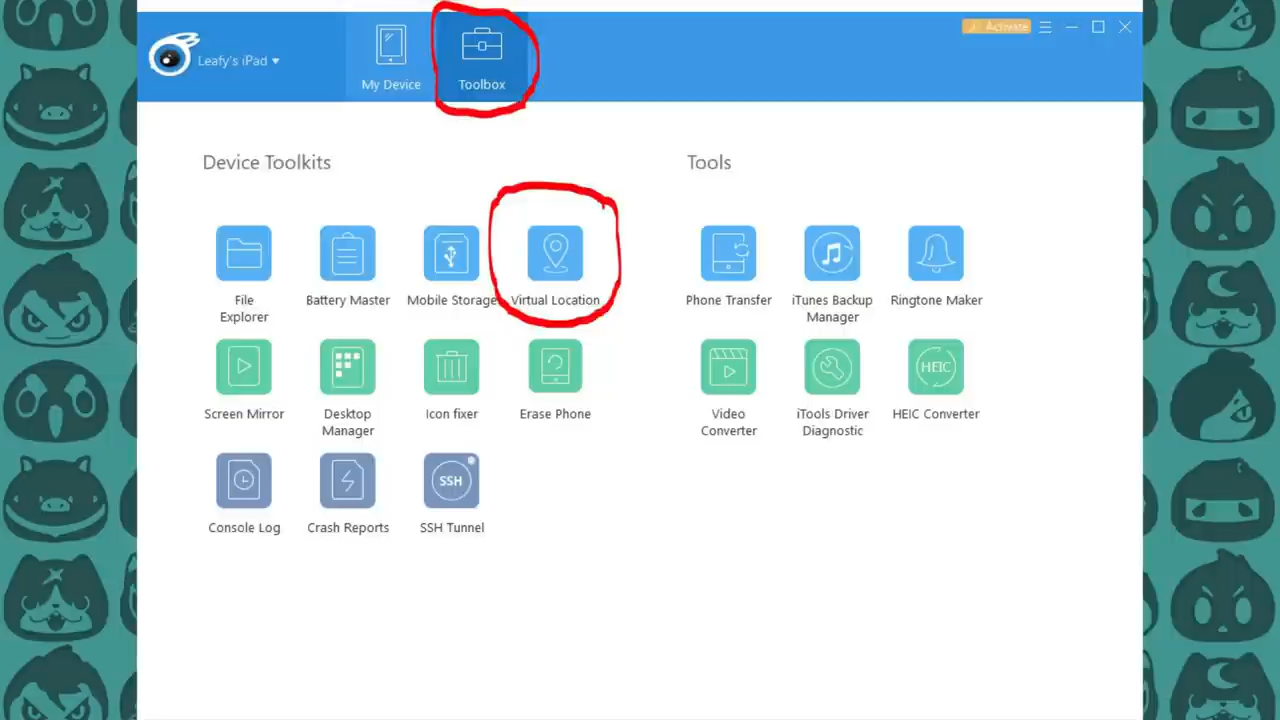 Leafy's iPad
My Device
Toolbox
Activate
Device Toolkits
Tools
File
Explorer
Battery Master
Mobile Storage
Virtual Location
Phone Transfer
iTunes Backup
Manager
Ringtone Maker
Screen Mirror
Desktop
Manager
Icon fixer
Erase Phone
Video
Converter
iTools Driver
Diagnostic
HEIC
HEIC Converter
Console Log
Crash Reports
SSH
SSH Tunnel